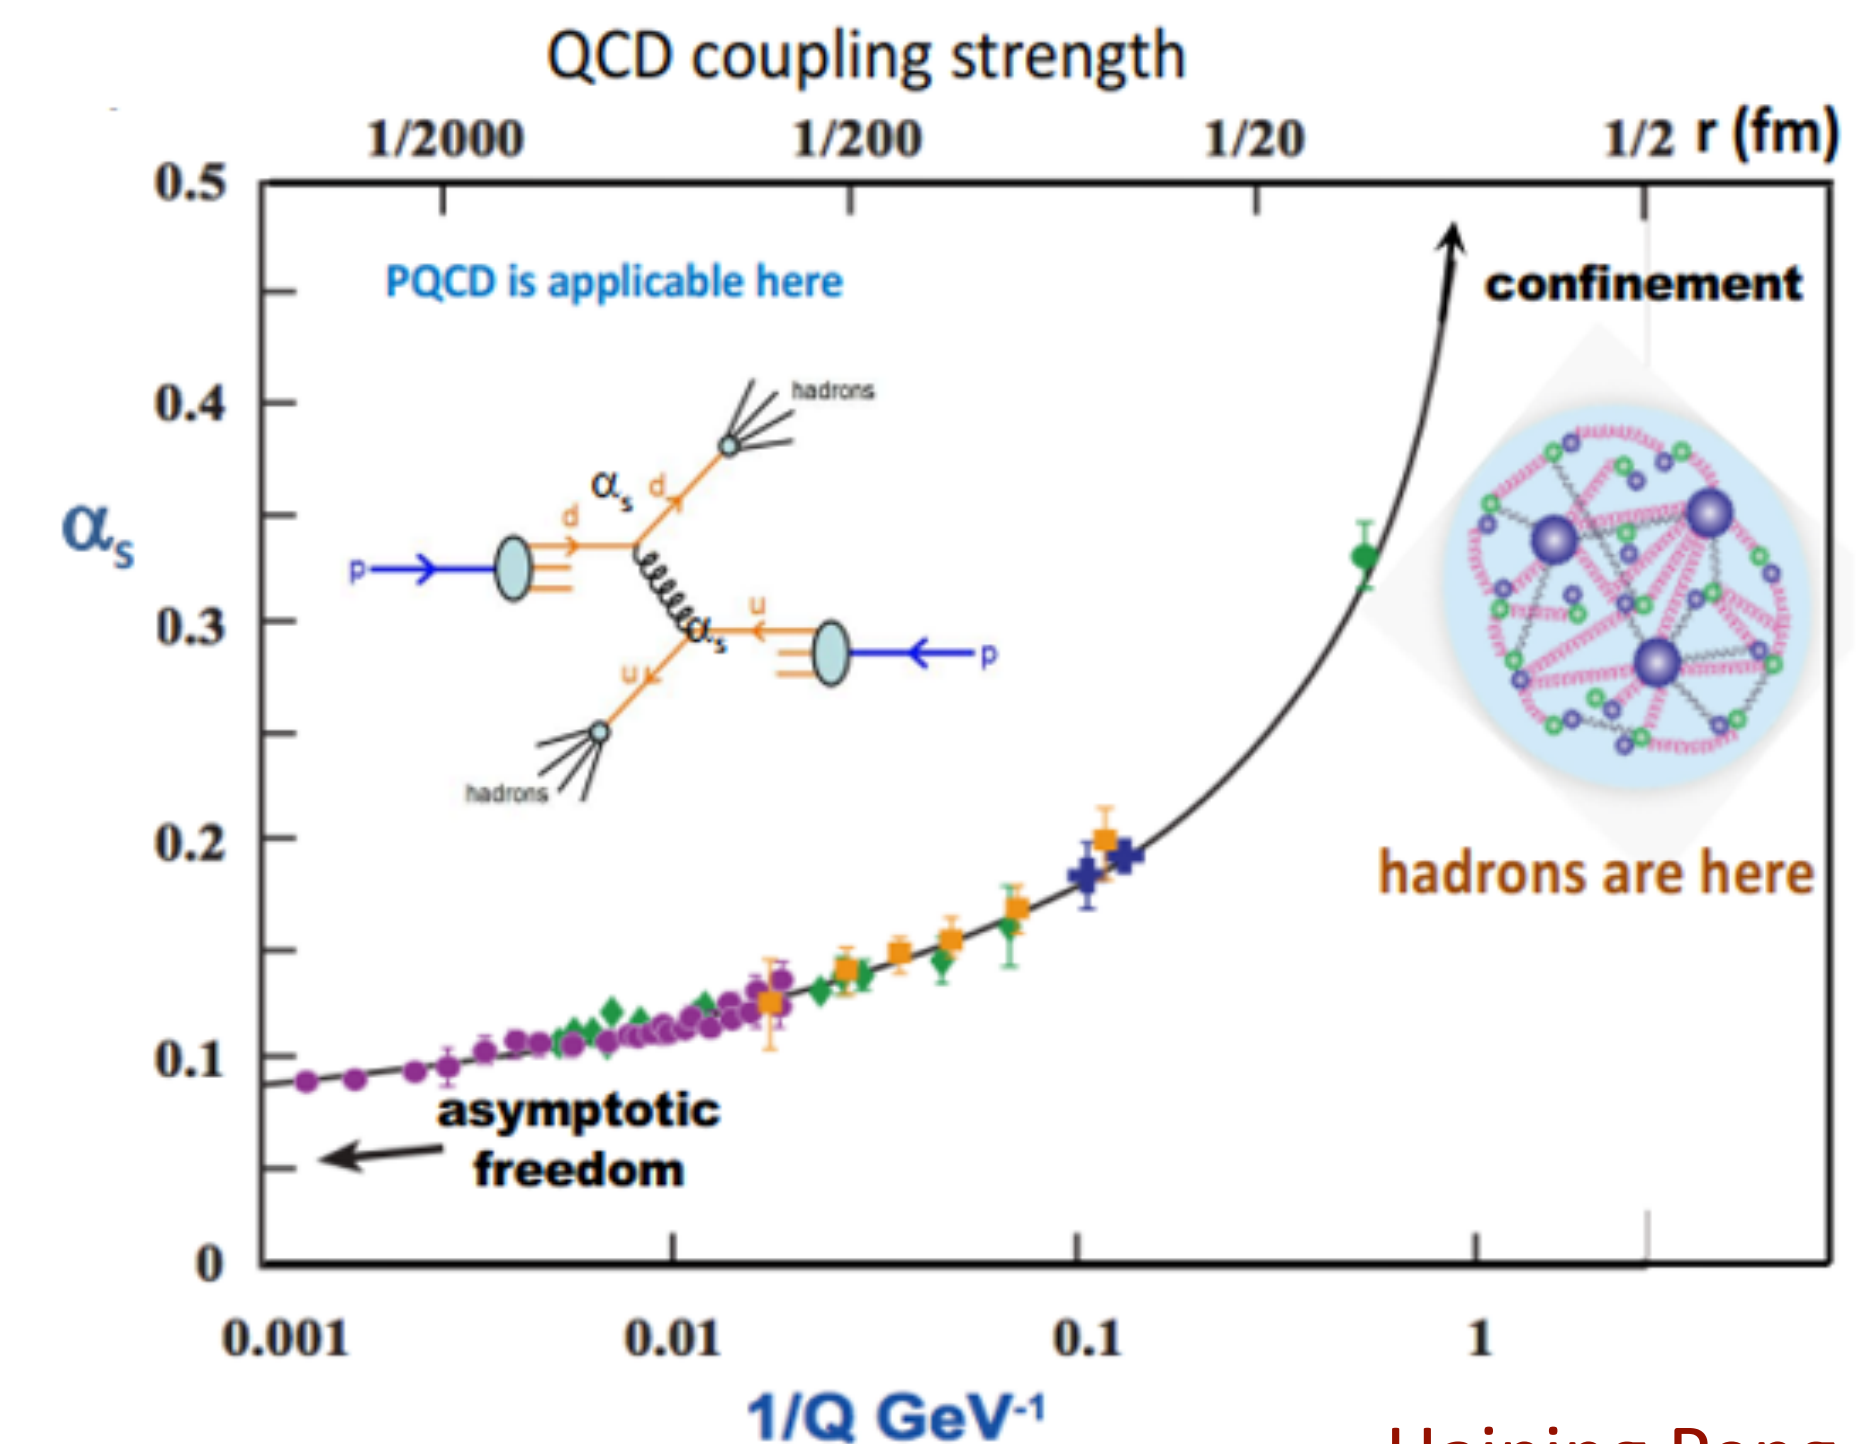 QCD coupling strength
1/2000 1/200 1/20 1/2 r (fm)
0.5
PQCD is applicable here
confinement
0.4
hadrons
αs
d
d
αs
p
0.3
u
αs
p
u
hadrons
0.2
hadrons are here
0.1
asymptotic
freedom
0
0.001 0.01 0.1 1
1/Q GeV-1